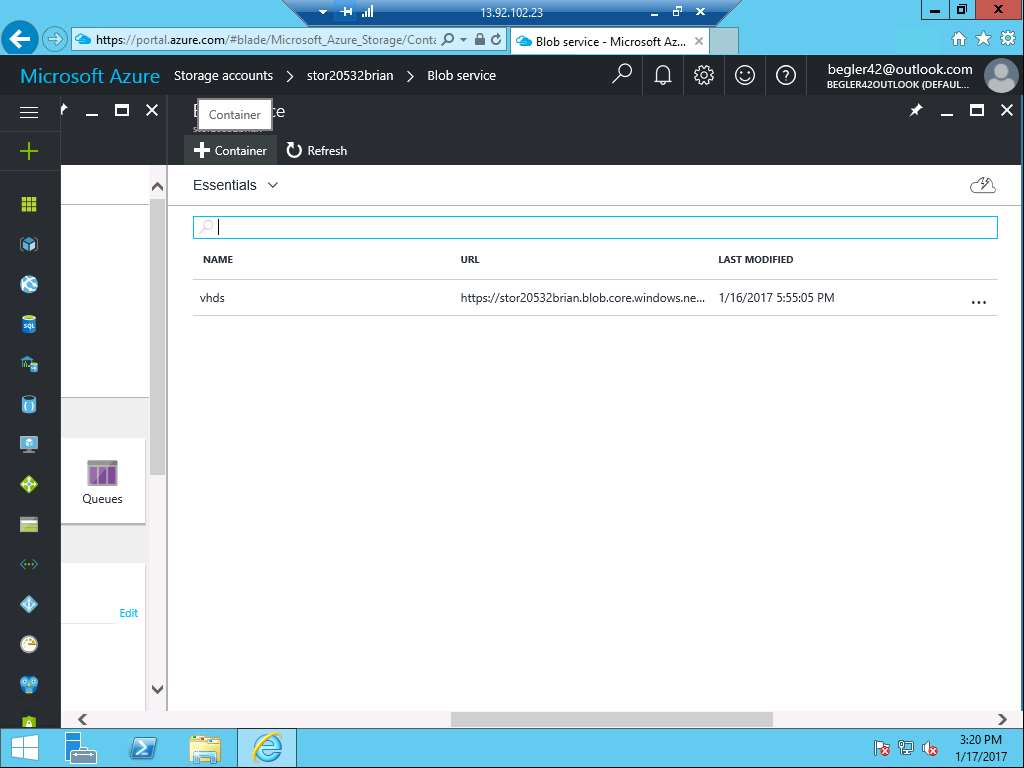 13.92.102.23
https://portal.azure.com/#blade/Microsoft_Azure_Storage/Conta
Blob service - Microsoft Az...
Microsoft Azure
Storage accounts
stor20532brian
Blob service
begler42@outlook.com
BEGLER42OUTLOOK (DEFAUL...
Container
Container
Refresh
Essentials
NAME URL LAST MODIFIED
vhds https://stor20532brian.blob.core.windows.ne... 1/16/2017 5:55:05 PM
SQL
Queues
Edit
3:20 PM
1/17/2017